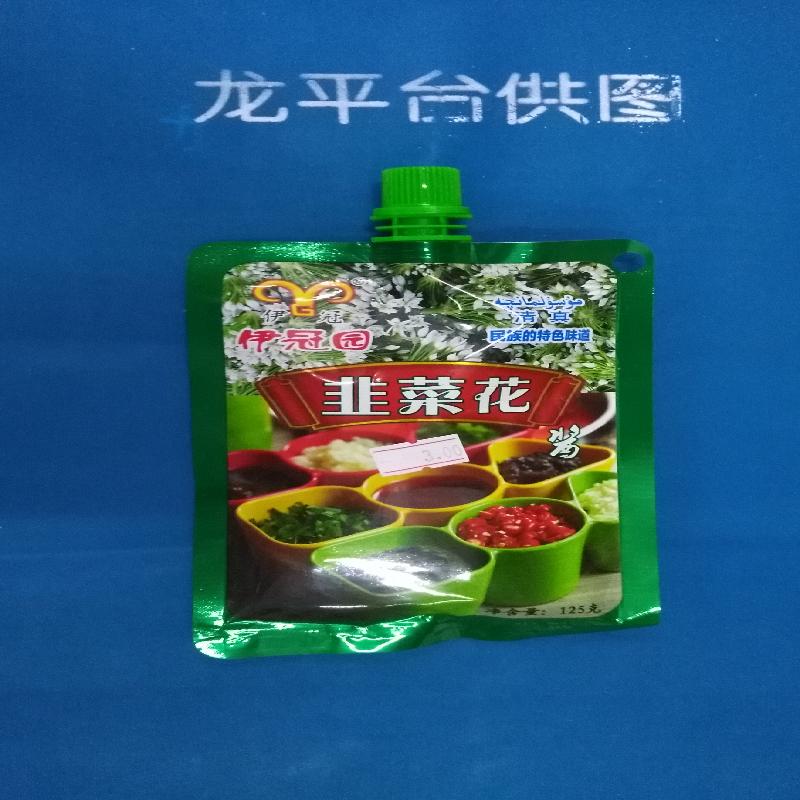 龙平台供图
伊冠
伊冠园
清真
民族的特色味道
韭菜花
酱
3.00
净含量：125克